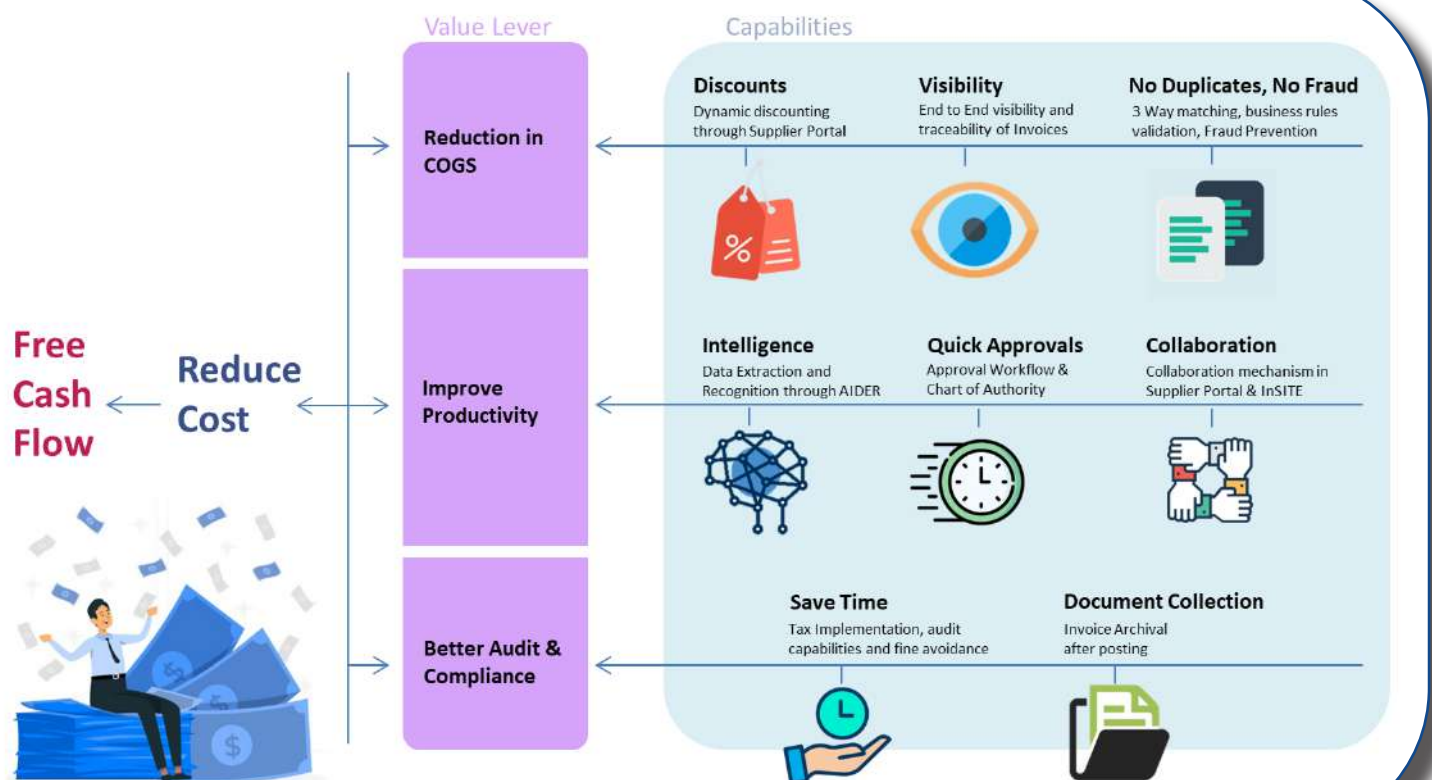 Value Lever
Capabilities
Reduction in
COGS
Discounts
Dynamic discounting
through Supplier Portal
Visibility
End to End visibility and
traceability of Invoices
No Duplicates, No Fraud
3 Way matching, business rules
validation, Fraud Prevention
%
Free
Cash
Flow
Reduce
Cost
Improve
Productivity
Intelligence
Data Extraction and
Recognition through AIDER
Quick Approvals
Approval Workflow &
Chart of Authority
Collaboration
Collaboration mechanism in
Supplier Portal & InSITE
Better Audit &
Compliance
Save Time
Tax Implementation, audit
capabilities and fine avoidance
Document Collection
Invoice Archival
after posting
$
$
$